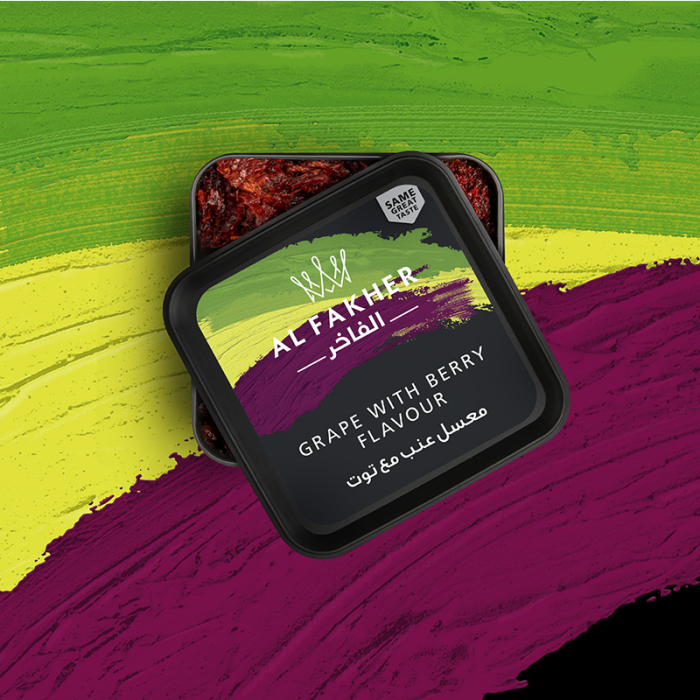 SAME
GREAT
TASTE
AL FAKHER
الفاخر
GRAPE WITH BERRY
FLAVOUR
معسل عنب مع توت